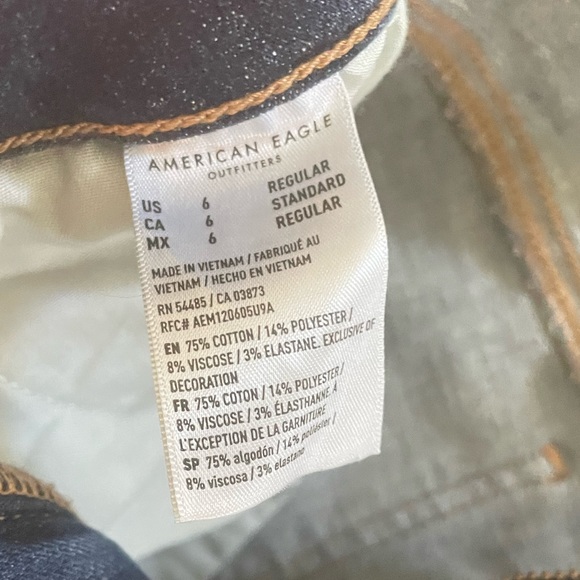 AMERICAN EAGLE
OUTFITTERS
US 6 REGULAR
CA 6 STANDARD
MX 6 REGULAR
MADE IN VIETNAM / FABRIQUÉ AU
VIETNAM / HECHO EN VIETNAM
RN 54485 / CA 03873
RFC# AEM120605U9A
EN 75% COTTON / 14% POLYESTER /
8% VISCOSE / 3% ELASTANE. EXCLUSIVE OF
DECORATION
FR 75% COTON / 14% POLYESTER /
8% VISCOSE / 3% ÉLASTHANNE. À
L'EXCEPTION DE LA GARNITURE
SP 75% algodón / 14% poliéster /
8% viscosa / 3% elastano